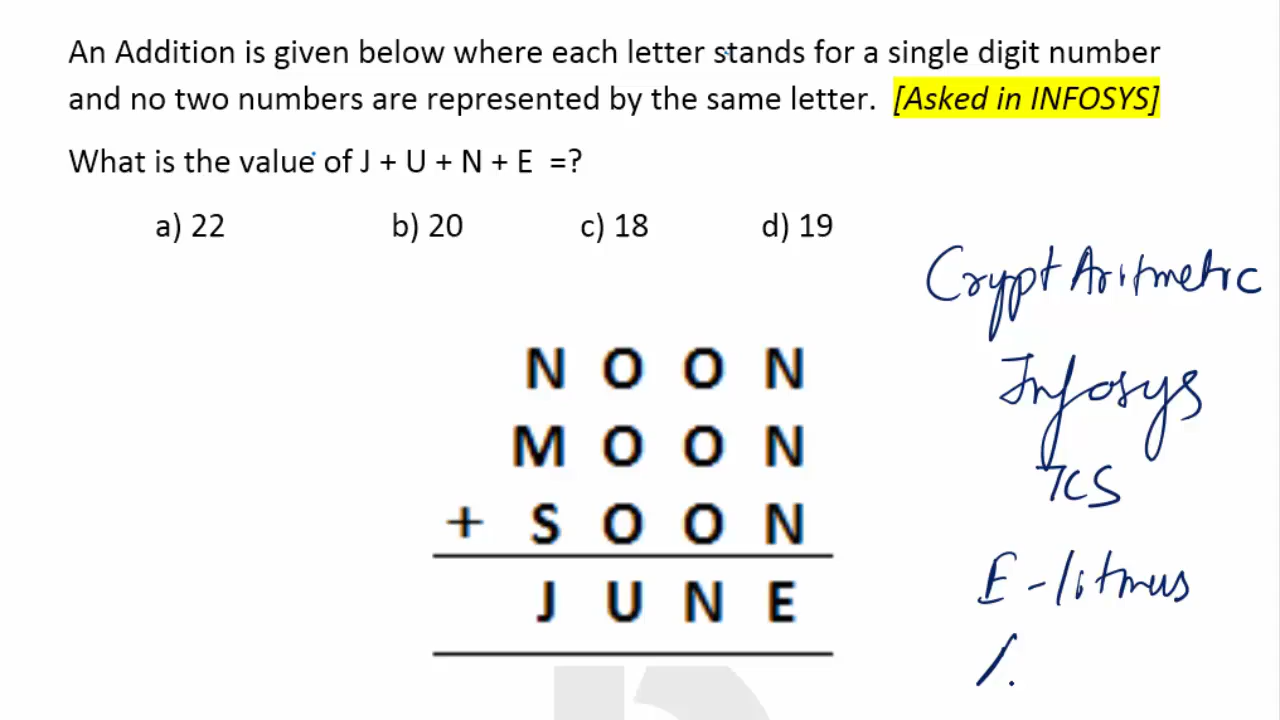 An Addition is given below where each letter stands for a single digit number
and no two numbers are represented by the same letter. [Asked in INFOSYS]
What is the value of J + U + N + E =?
a) 22 b) 20 c) 18 d) 19
Crypt Aritmetic
Infosys
TCS
E-litmus
N O O N
M O O N
+ S O O N
J U N E